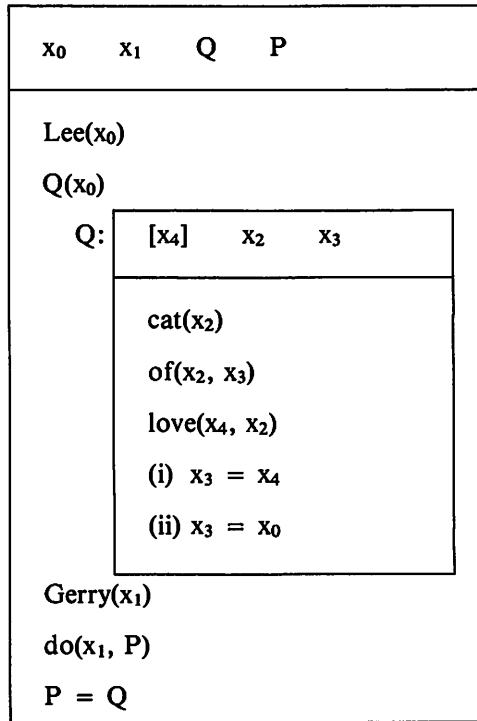 x₀ x₁ Q P
Lee(x₀)
Q(x₀)
Q: [x₄] x₂ x₃
cat(x₂)
of(x₂, x₃)
love(x₄, x₂)
(i) x₃ = x₄
(ii) x₃ = x₀
Gerry(x₁)
do(x₁, P)
P = Q